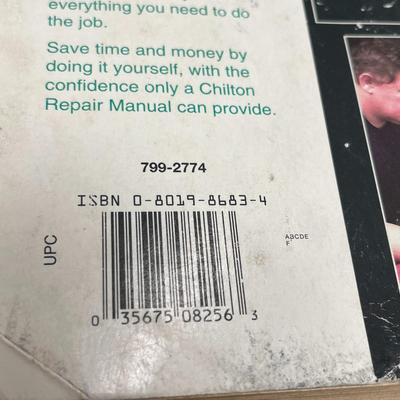 everything you need to do
the job.
Save time and money by
doing it yourself, with the
confidence only a Chilton
Repair Manual can provide.
799-2774
ISBN 0-8019-8683-4
UPC
ABCDE
F
0 35675 08256 3